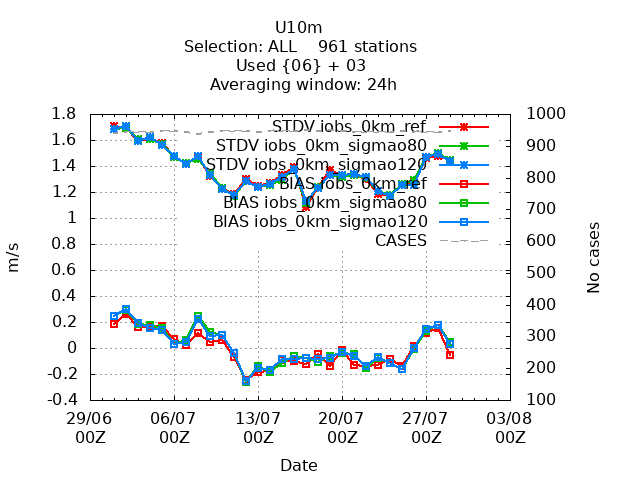 U10m
Selection: ALL    961 stations
Used {06} + 03
Averaging window: 24h
1.8
1.6
1.4
1.2
1
0.8
0.6
0.4
0.2
0
-0.2
-0.4
m/s
1000
900
800
700
600
500
400
300
200
100
No cases
STDV iobs_0km_ref
STDV iobs_0km_sigmao80
STDV iobs_0km_sigmao120
BIAS iobs_0km_ref
BIAS iobs_0km_sigmao80
BIAS iobs_0km_sigmao120
CASES
29/06 06/07 13/07 20/07 27/07 03/08
00Z 00Z 00Z 00Z 00Z 00Z
Date